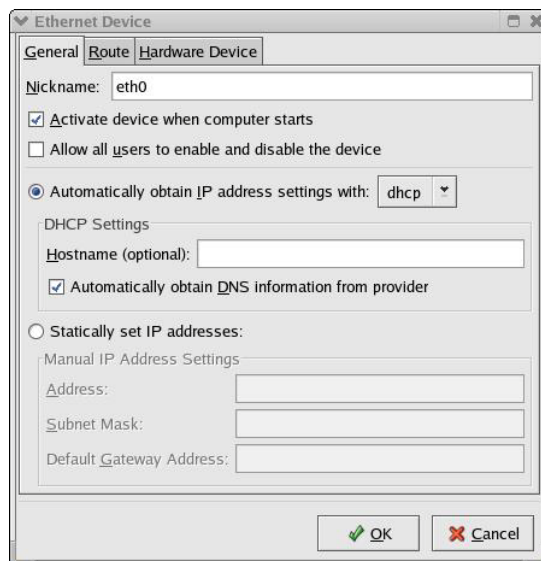 Ethernet Device
General Route Hardware Device
Nickname: eth0
Activate device when computer starts
Allow all users to enable and disable the device
Automatically obtain IP address settings with: dhcp
DHCP Settings
Hostname (optional):
Automatically obtain DNS information from provider
Statically set IP addresses:
Manual IP Address Settings
Address:
Subnet Mask:
Default Gateway Address:
OK Cancel